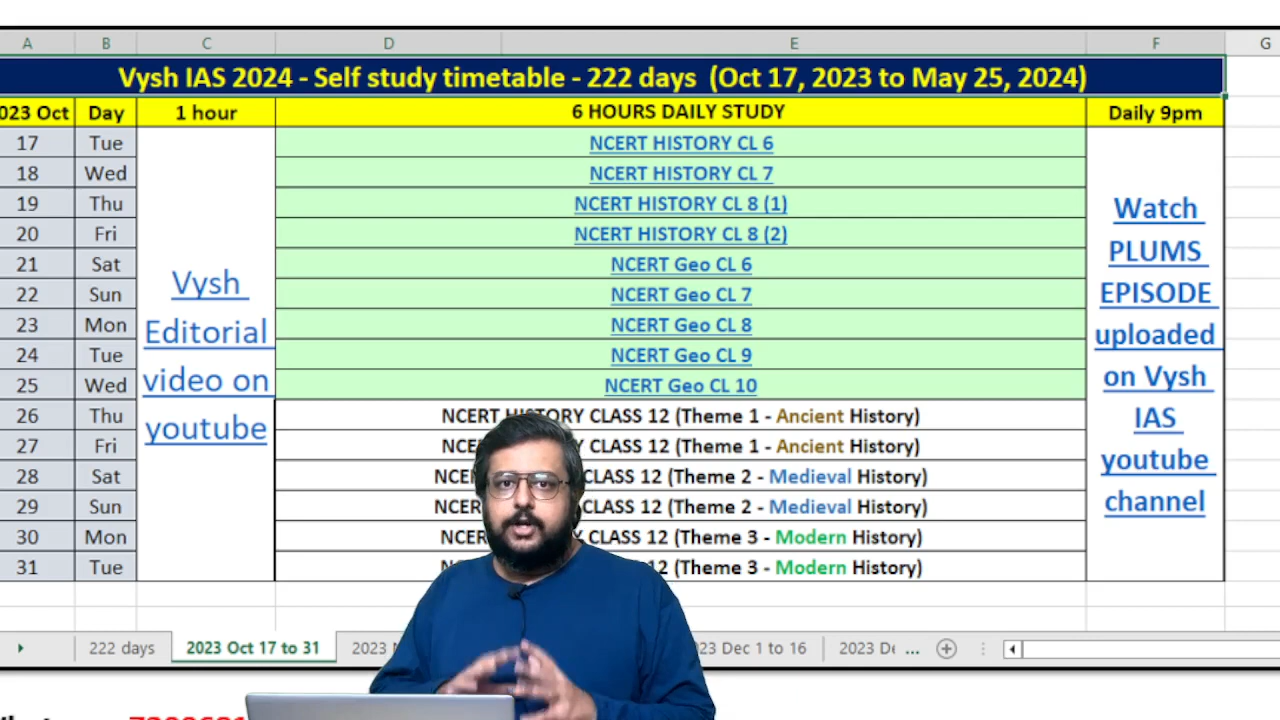 A B C D E F G
Vysh IAS 2024 - Self study timetable - 222 days (Oct 17, 2023 to May 25, 2024)
2023 Oct Day 1 hour 6 HOURS DAILY STUDY Daily 9pm
17 Tue NCERT HISTORY CL 6
18 Wed NCERT HISTORY CL 7
19 Thu NCERT HISTORY CL 8 (1)
20 Fri NCERT HISTORY CL 8 (2)
21 Sat NCERT Geo CL 6
22 Sun NCERT Geo CL 7
23 Mon NCERT Geo CL 8
24 Tue NCERT Geo CL 9
25 Wed NCERT Geo CL 10
26 Thu NCERT HISTORY CLASS 12 (Theme 1 - Ancient History)
27 Fri CLASS 12 (Theme 1 - Ancient History)
28 Sat CLASS 12 (Theme 2 - Medieval History)
29 Sun CLASS 12 (Theme 2 - Medieval History)
30 Mon CLASS 12 (Theme 3 - Modern History)
31 Tue 12 (Theme 3 - Modern History)
Vysh
Editorial
video on
youtube
Watch
PLUMS
EPISODE
uploaded
on Vysh
IAS
youtube
channel
222 days 2023 Oct 17 to 31 2023 Dec 1 to 16 2023 De ...